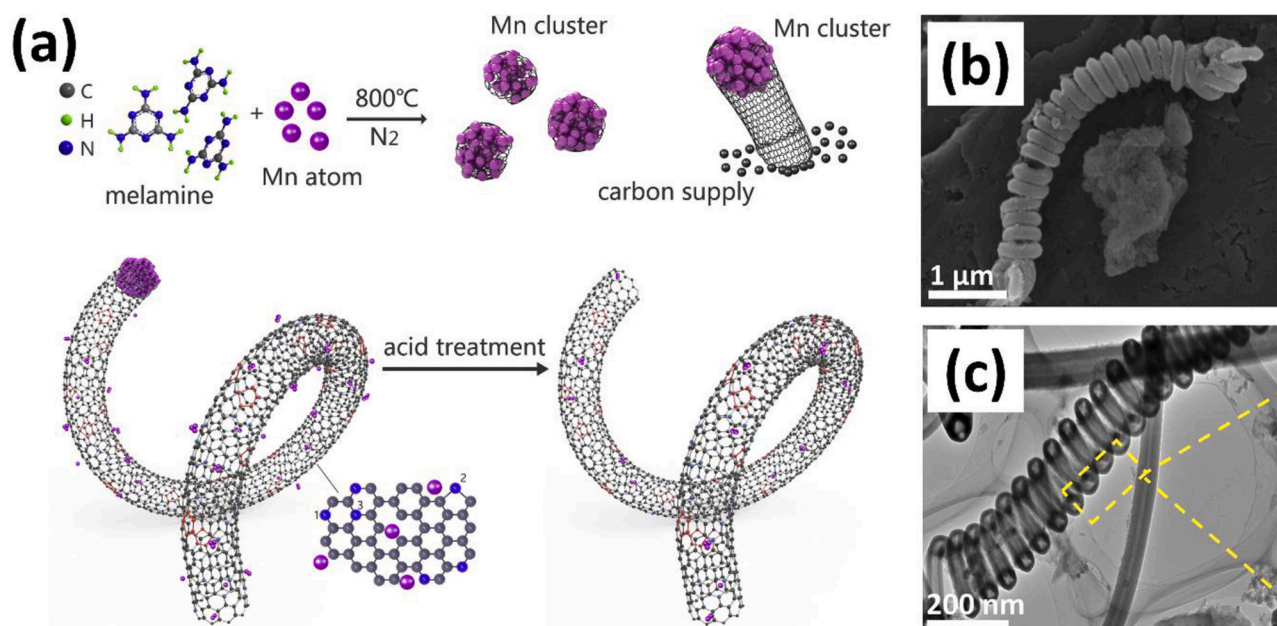 (a)
C
H
N
melamine
+
Mn atom
800℃
N2
Mn cluster
Mn cluster
carbon supply
acid treatment
1
2
3
(b)
1 μm
(c)
200 nm